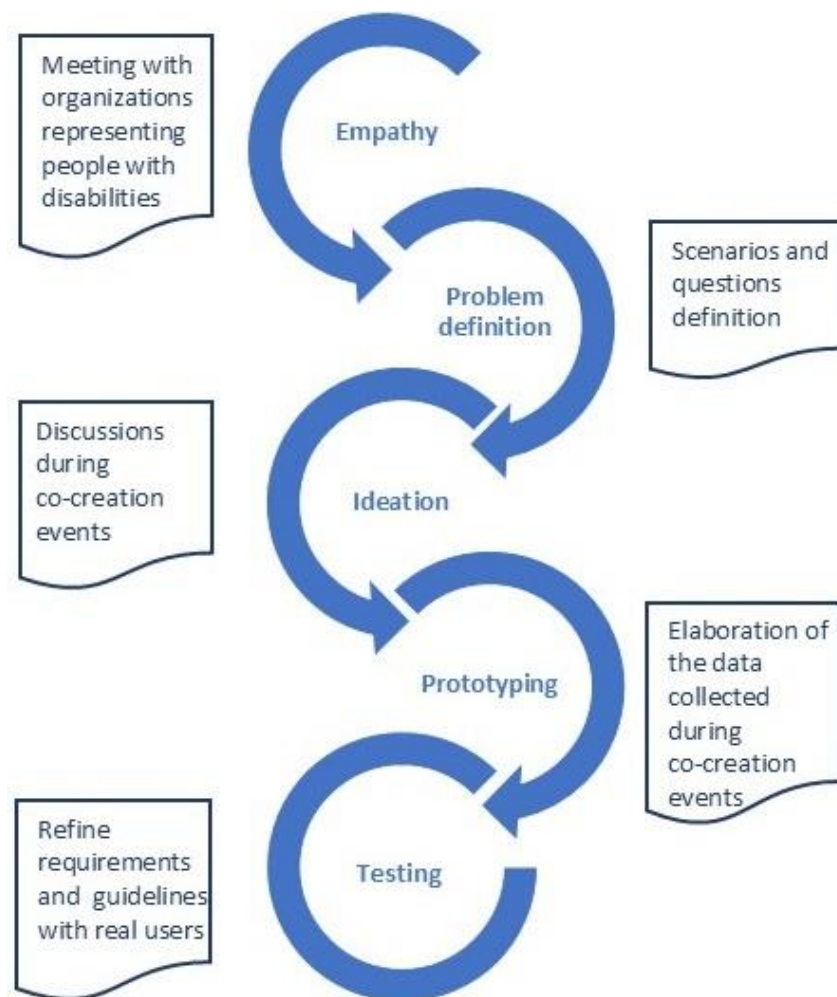 Meeting with
organizations
representing
people with
disabilities
Empathy
Problem
definition
Scenarios and
questions
definition
Discussions
during
co-creation
events
Ideation
Prototyping
Elaboration of
the data
collected
during
co-creation
events
Refine
requirements
and guidelines
with real users
Testing